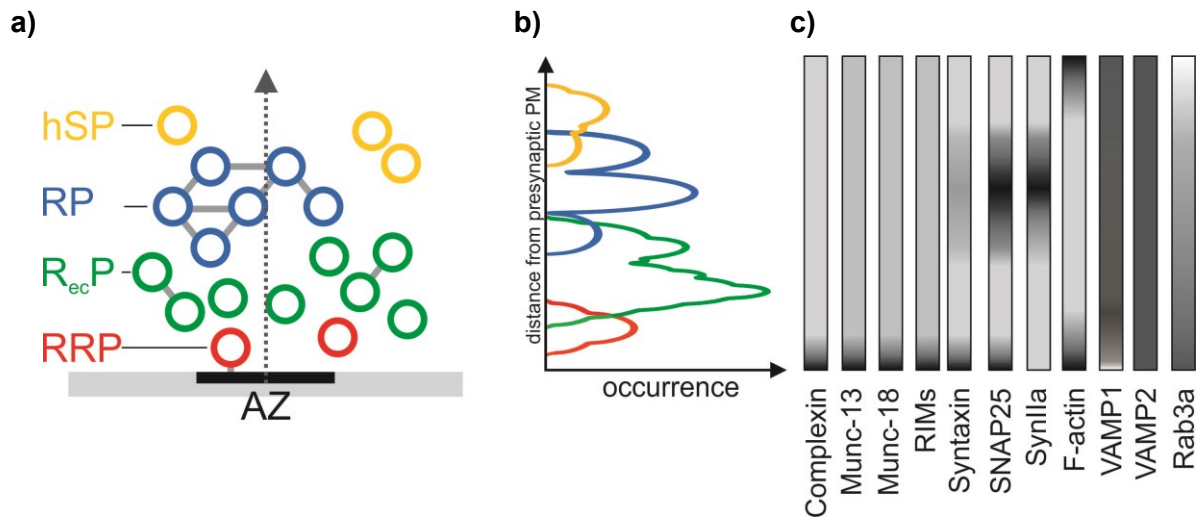 a)
hSP
RP
RecP
RRP
AZ
b)
distance from presynaptic PM
occurrence
c)
Complexin
Munc-13
Munc-18
RIMs
Syntaxin
SNAP25
SynIIa
F-actin
VAMP1
VAMP2
Rab3a